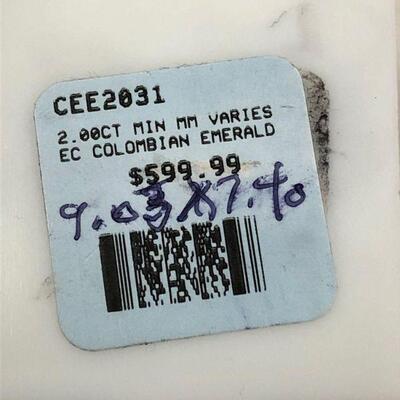 CEE2031
2.00CT MIN MM VARIES
EC COLOMBIAN EMERALD
$599.99
9.03X7.40